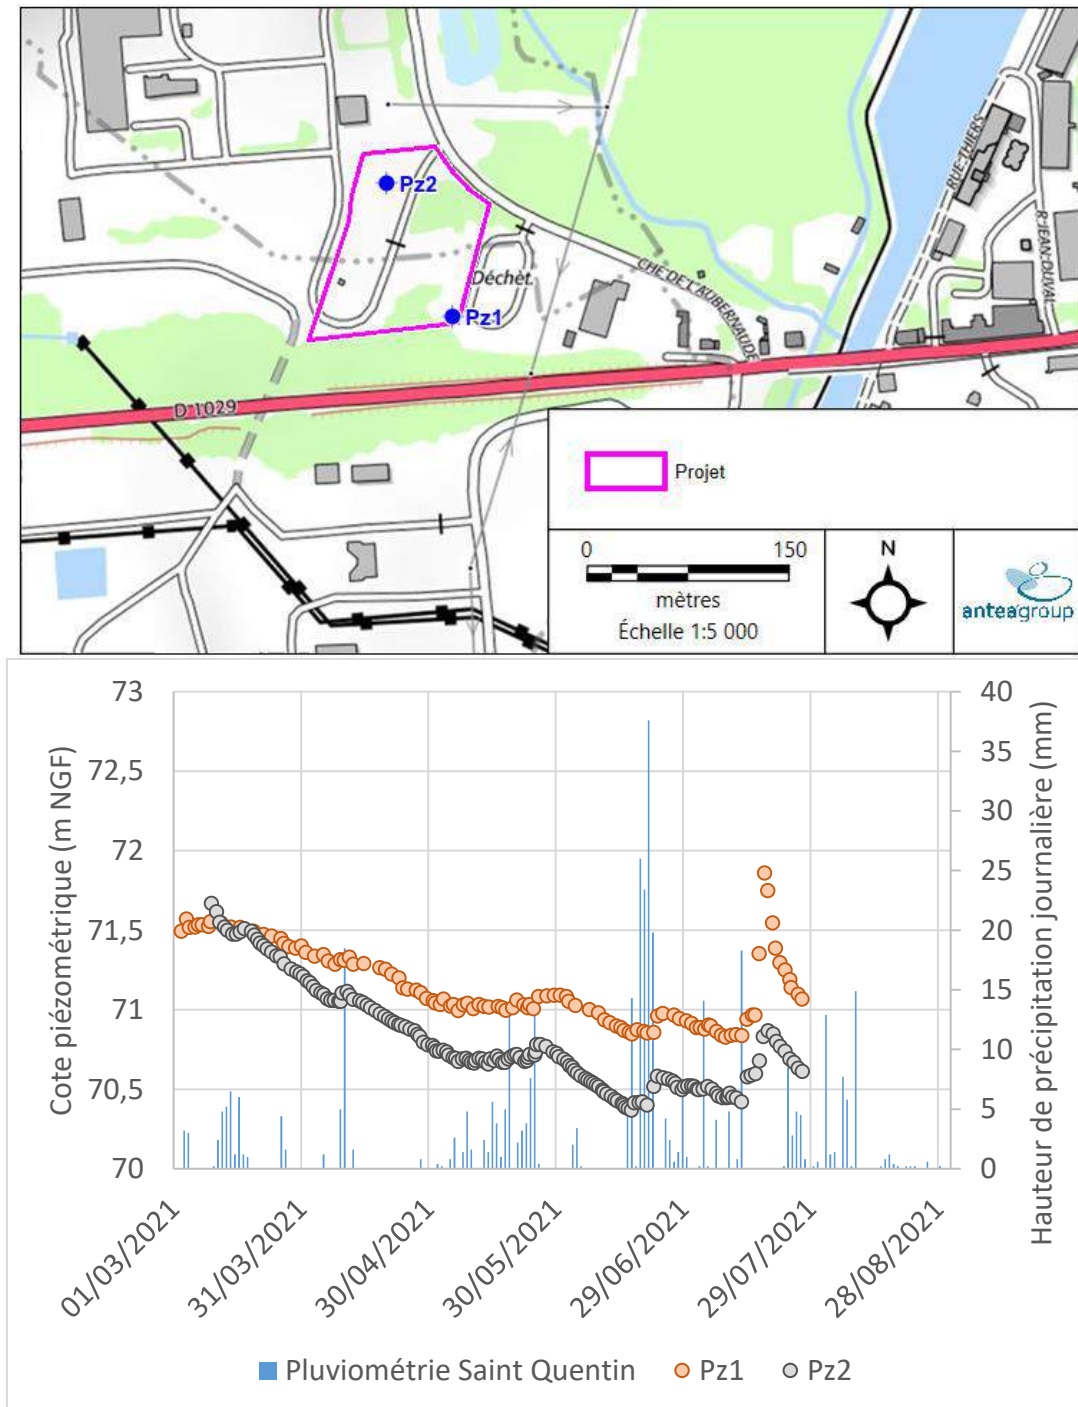 RUE THIERS
R JEAN DUVAL
Pz2
Déchèt.
CHE DE L'AUBERNAUDE
Pz1
D 1029
Projet
0 150
mètres
Échelle 1:5 000
N
anteagroup
73
72,5
72
71,5
71
70,5
70
Cote piézométrique (m NGF)
40
35
30
25
20
15
10
5
0
Hauteur de précipitation journalière (mm)
01/03/2021
31/03/2021
30/04/2021
30/05/2021
29/06/2021
29/07/2021
28/08/2021
Pluviométrie Saint Quentin Pz1 Pz2